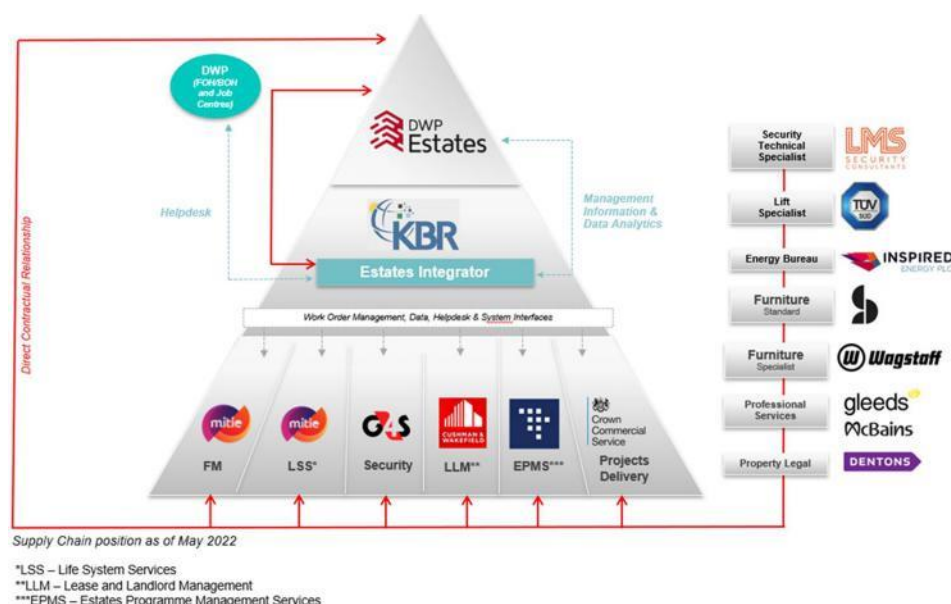 DWP
(FOH/BOH
and Job
Centres)
DWP
Estates
Helpdesk
Management
Information &
Data Analytics
KBR
Estates Integrator
Direct Contractual Relationship
Work Order Management, Data, Helpdesk & System Interfaces
mitie
FM
mitie
LSS*
G4S
Security
CUSHMAN &
WAKEFIELD
LLM**
EPMS***
Crown
Commercial
Service
Projects
Delivery
Security
Technical
Specialist
LMS
SECURITY
CONSULTANTS
Lift
Specialist
TÜV
SÜD
Energy Bureau
INSPIRED
ENERGY PLC
Furniture
Standard
Furniture
Specialist
Wagstaff
Professional
Services
gleeds
McBains
Property Legal
DENTONS
Supply Chain position as of May 2022
*LSS – Life System Services
**LLM – Lease and Landlord Management
***EPMS – Estates Programme Management Services